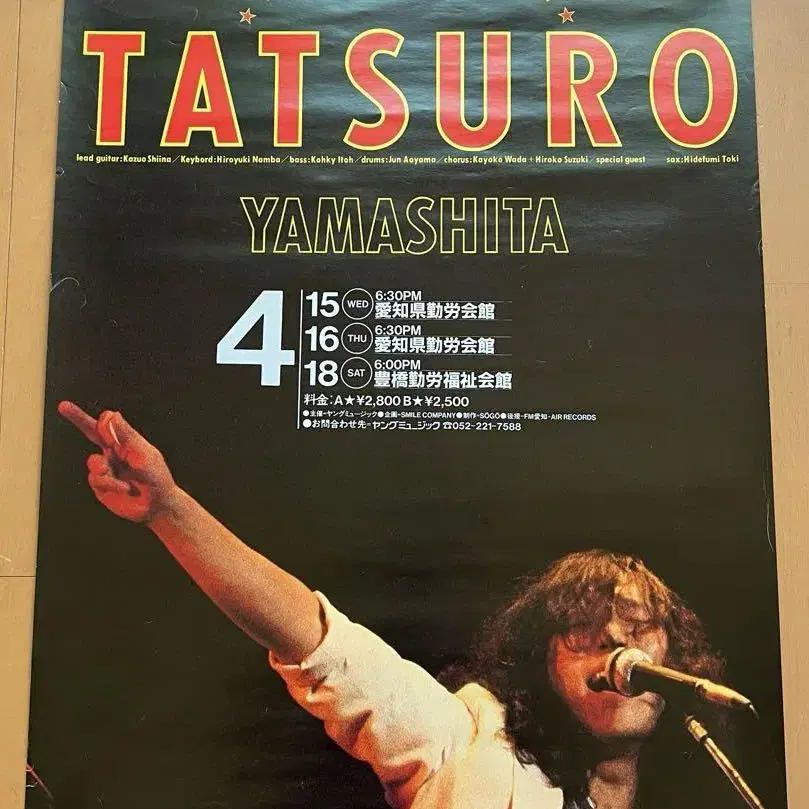 TATSURO
lead guitar:Kazuo Shiina／Keybord:Hiroyuki Namba／bass:Kohky Itoh／drums:Jun Aoyama／chorus:Kayoko Wada+Hiroko Suzuki／special guest sax:Hidefumi Toki
YAMASHITA
4
15 WED 6:30PM 愛知県勤労会館
16 THU 6:30PM 愛知県勤労会館
18 SAT 6:00PM 豊橋勤労福祉会館
料金:A★¥2,800 B★¥2,500
●主催=ヤングミュージック●企画=SMILE COMPANY●制作=SOGO●後援=FM愛知・AIR RECORDS
●お問合わせ先=ヤングミュージック☎052-221-7588